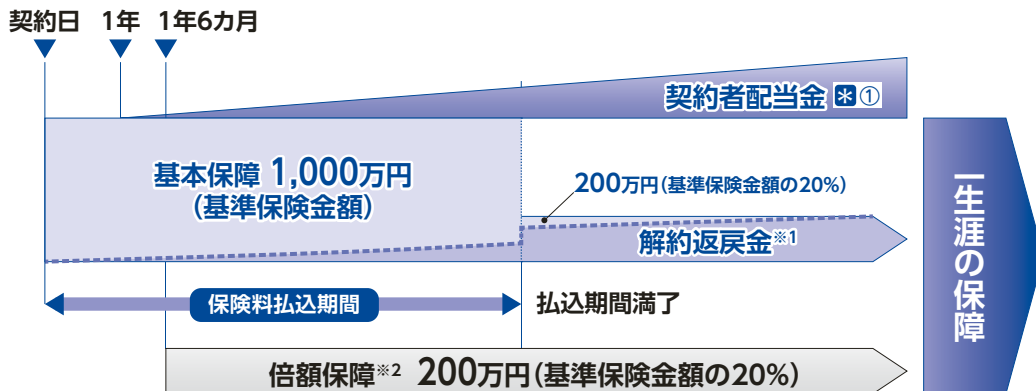 契約日 1年 1年6カ月
契約者配当金 *①
基本保障 1,000万円
(基準保険金額)
200万円(基準保険金額の20%)
解約返戻金※1
保険料払込期間
払込期間満了
倍額保障※2 200万円(基準保険金額の20%)
一生涯の保障